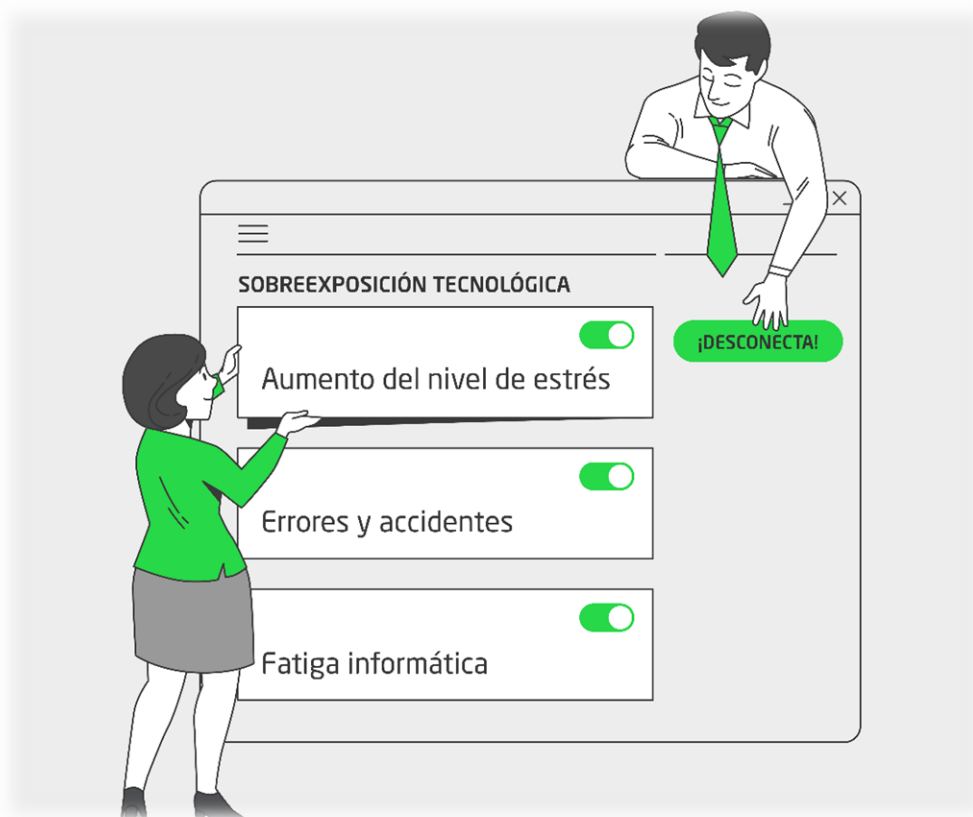 SOBREEXPOSICIÓN TECNOLÓGICA
Aumento del nivel de estrés
¡DESCONECTA!
Errores y accidentes
Fatiga informática